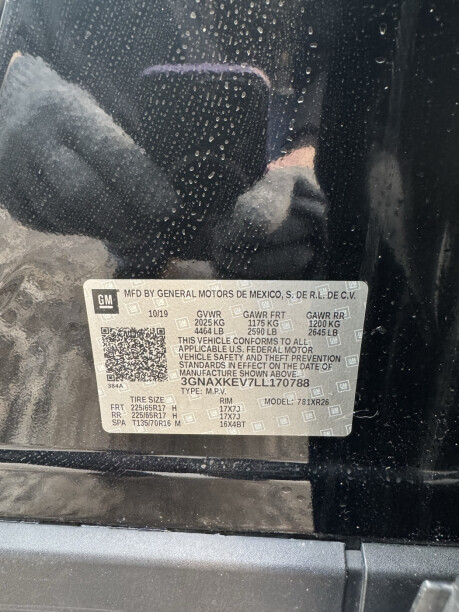 GM MFD BY GENERAL MOTORS DE MEXICO, S. DE R.L. DE C.V.
10/19 GVWR GAWR FRT GAWR RR
2025 KG 1175 KG 1200 KG
4464 LB 2590 LB 2645 LB
THIS VEHICLE CONFORMS TO ALL
APPLICABLE U.S. FEDERAL MOTOR
VEHICLE SAFETY AND THEFT PREVENTION
STANDARDS IN EFFECT ON THE DATE OF
MANUFACTURE SHOWN ABOVE.
3GNAXKEV7LL170788
984A TYPE: M.P.V. MODEL: 781XR26
TIRE SIZE RIM
FRT 225/65R17 H 17X7J
RR 225/65R17 H 17X7J
SPA T135/70R16 M 16X4BT